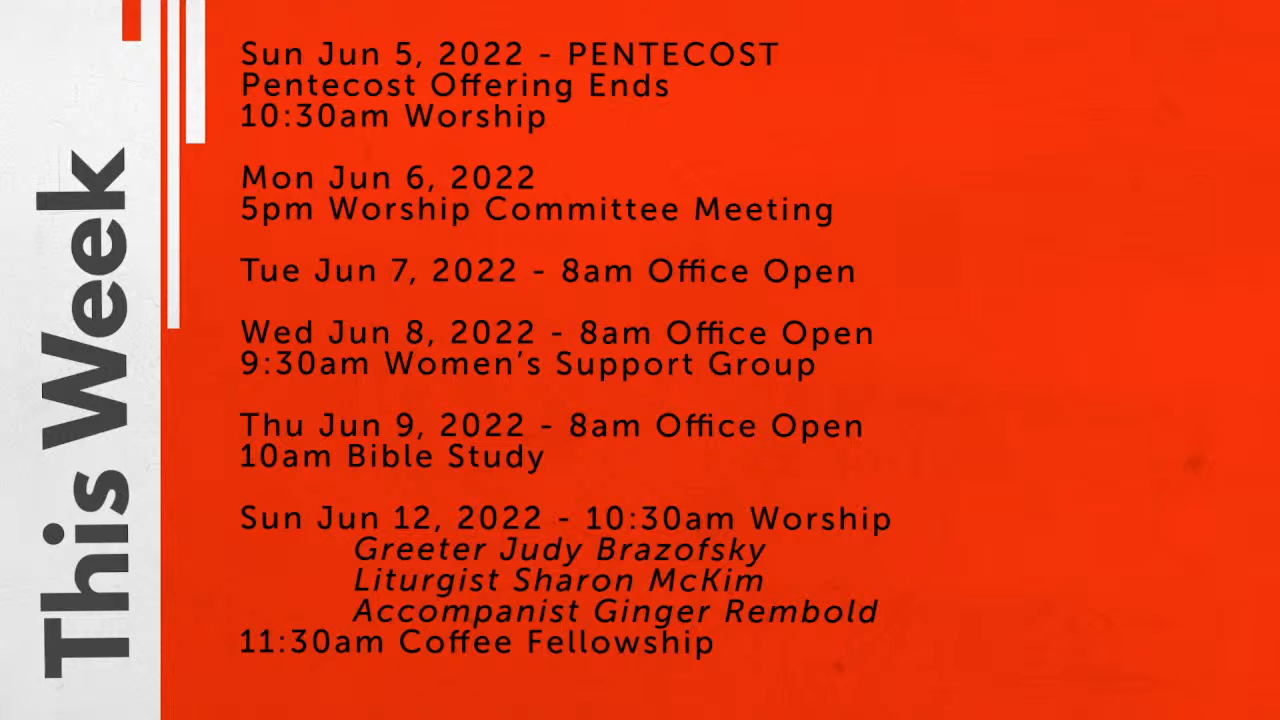 This Week
Sun Jun 5, 2022 - PENTECOST
Pentecost Offering Ends
10:30am Worship
Mon Jun 6, 2022
5pm Worship Committee Meeting
Tue Jun 7, 2022 - 8am Office Open
Wed Jun 8, 2022 - 8am Office Open
9:30am Women’s Support Group
Thu Jun 9, 2022 - 8am Office Open
10am Bible Study
Sun Jun 12, 2022 - 10:30am Worship
Greeter Judy Brazofsky
Liturgist Sharon McKim
Accompanist Ginger Rembold
11:30am Coffee Fellowship